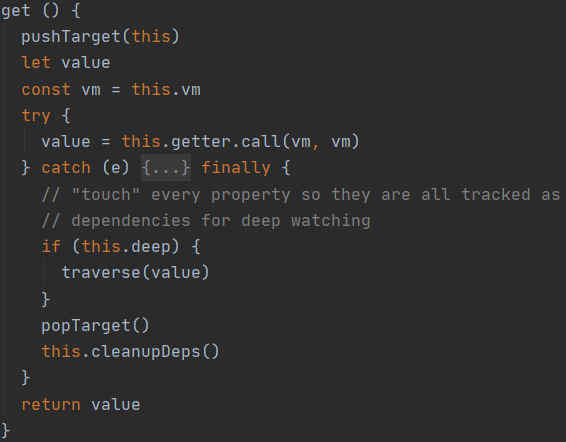 get () {
  pushTarget(this)
  let value
  const vm = this.vm
  try {
    value = this.getter.call(vm, vm)
  } catch (e) {...} finally {
    // "touch" every property so they are all tracked as
    // dependencies for deep watching
    if (this.deep) {
      traverse(value)
    }
    popTarget()
    this.cleanupDeps()
  }
  return value
}